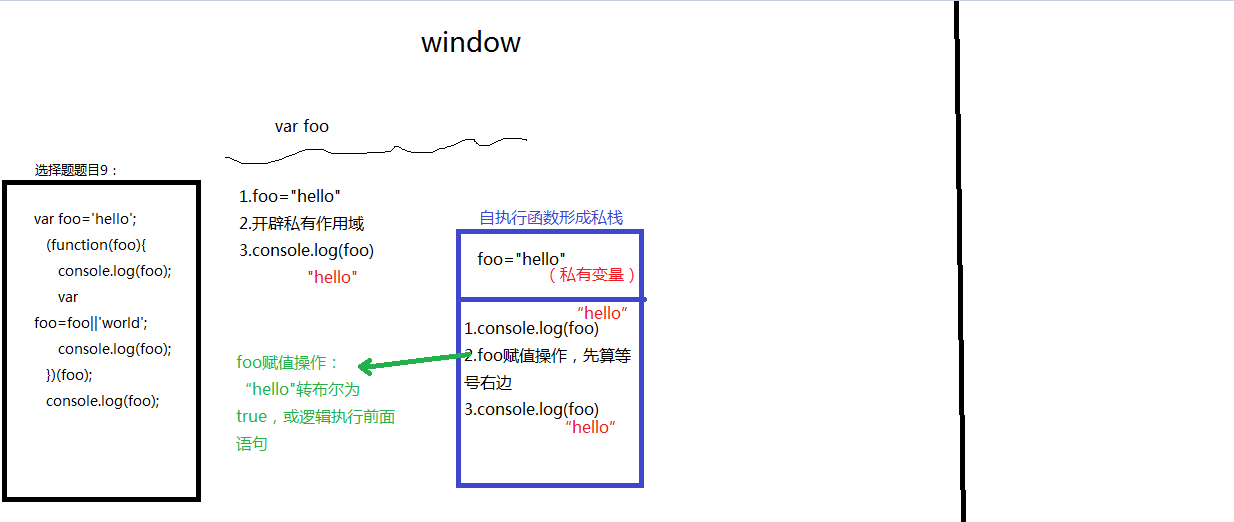 window
var foo
选择题题目9：
var foo='hello';
(function(foo){
console.log(foo);
var
foo=foo||'world';
console.log(foo);
})(foo);
console.log(foo);
1.foo="hello"
2.开辟私有作用域
3.console.log(foo)
"hello"
foo赋值操作：
“hello"转布尔为
true，或逻辑执行前面
语句
自执行函数形成私栈
foo="hello"
（私有变量）
“hello”
1.console.log(foo)
2.foo赋值操作，先算等
号右边
3.console.log(foo)
“hello”